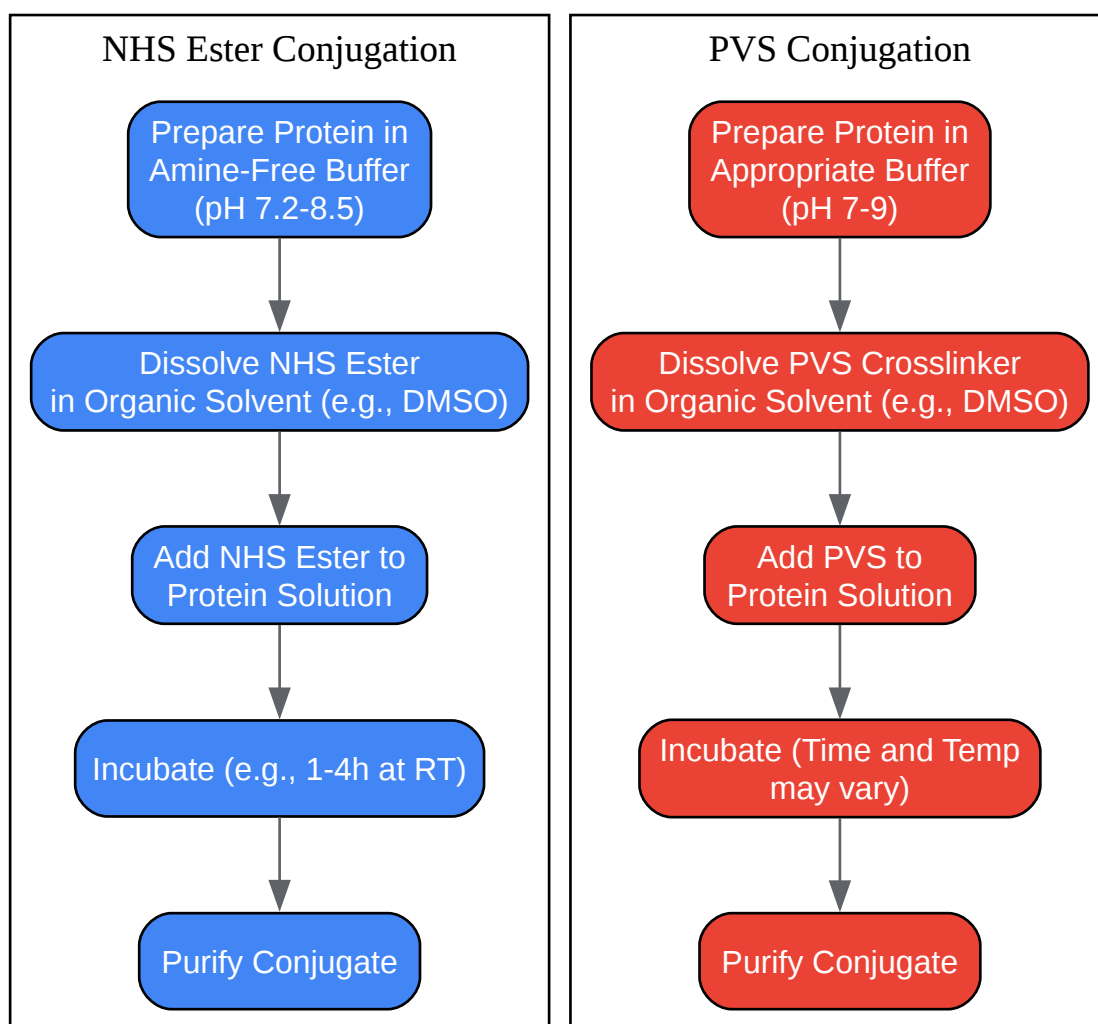 NHS Ester Conjugation
Prepare Protein in
Amine-Free Buffer
(pH 7.2-8.5)
Dissolve NHS Ester
in Organic Solvent (e.g., DMSO)
Add NHS Ester to
Protein Solution
Incubate (e.g., 1-4h at RT)
Purify Conjugate
PVS Conjugation
Prepare Protein in
Appropriate Buffer
(pH 7-9)
Dissolve PVS Crosslinker
in Organic Solvent (e.g., DMSO)
Add PVS to
Protein Solution
Incubate (Time and Temp
may vary)
Purify Conjugate